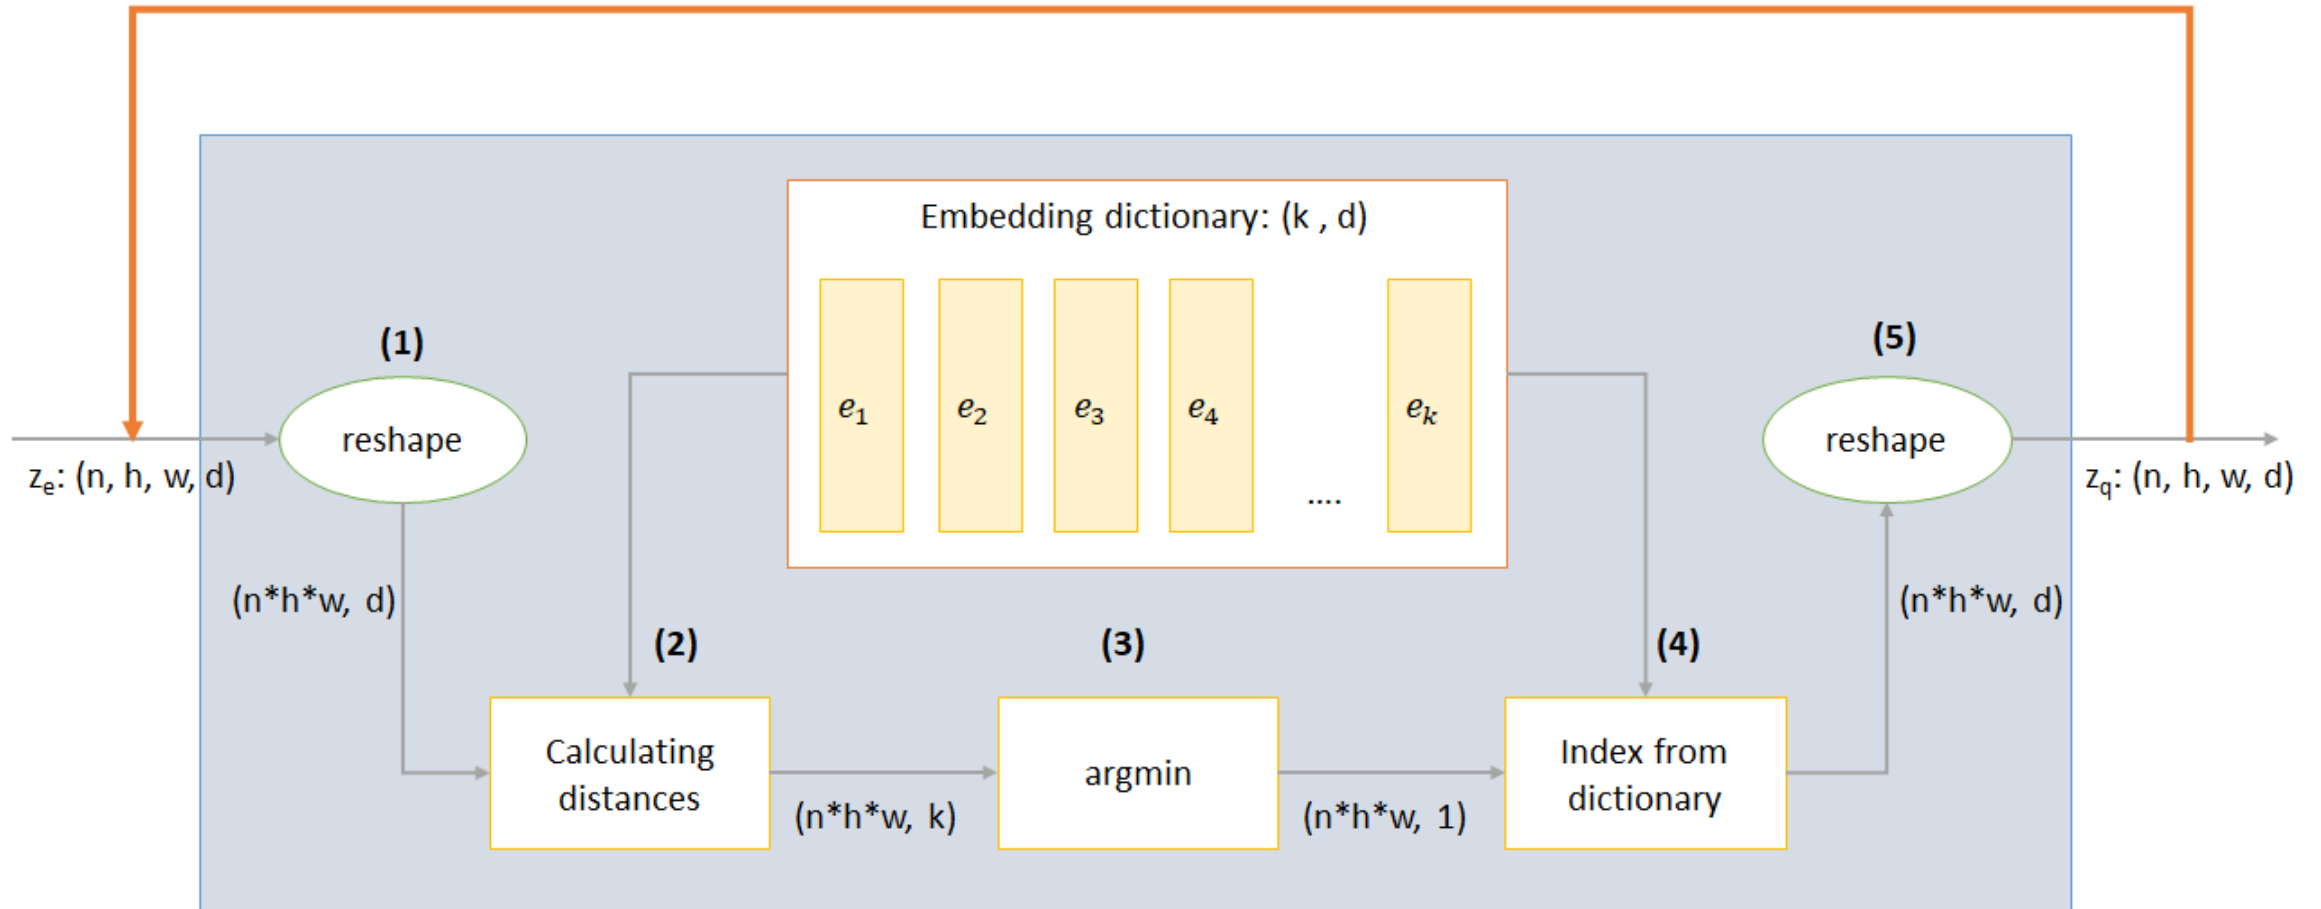 Embedding dictionary: (k , d)
e₁ e₂ e₃ e₄ .... eₖ
(1)
reshape
zₑ: (n, h, w, d)
(n*h*w, d)
(2)
Calculating
distances
(n*h*w, k)
(3)
argmin
(n*h*w, 1)
(4)
Index from
dictionary
(n*h*w, d)
(5)
reshape
z_q: (n, h, w, d)